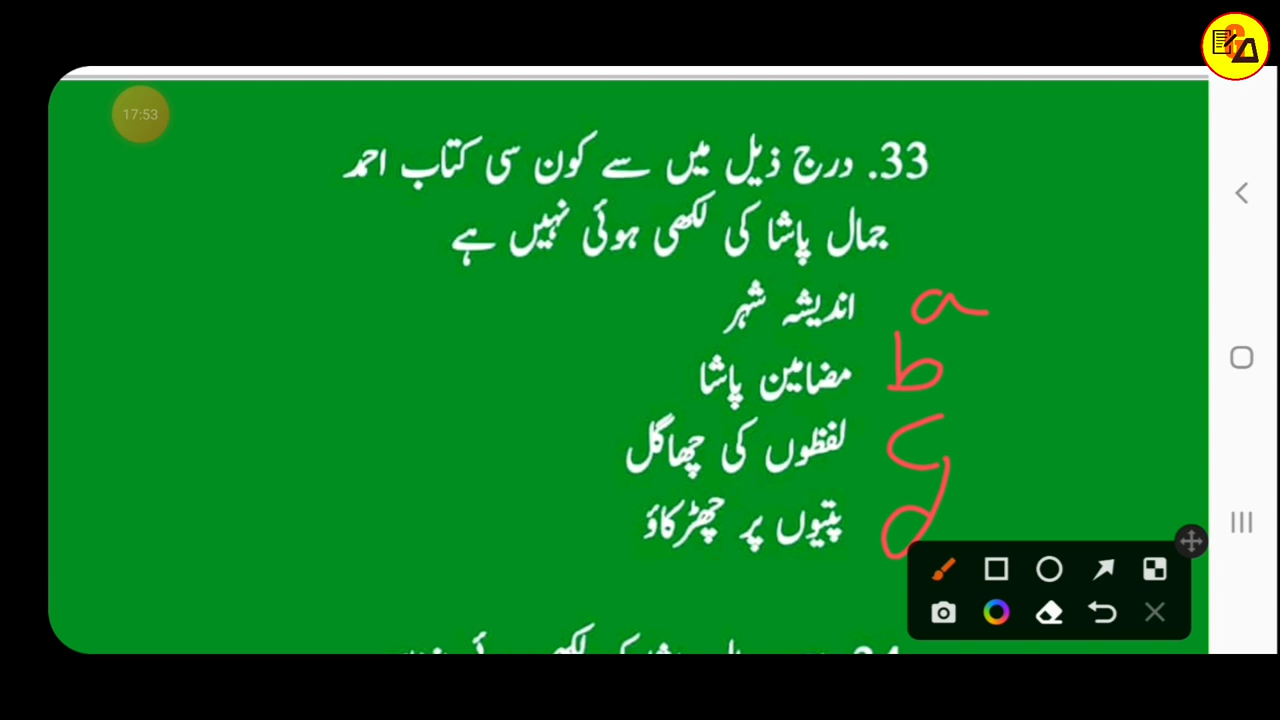 17:53
33. درج ذیل میں سے کون سی کتاب احمد
جمال پاشا کی لکھی ہوئی نہیں ہے
اندیشہ شہر a
مضامین پاشا b
لفظوں کی چھاگل c
پتیوں پر چھڑکاؤ d